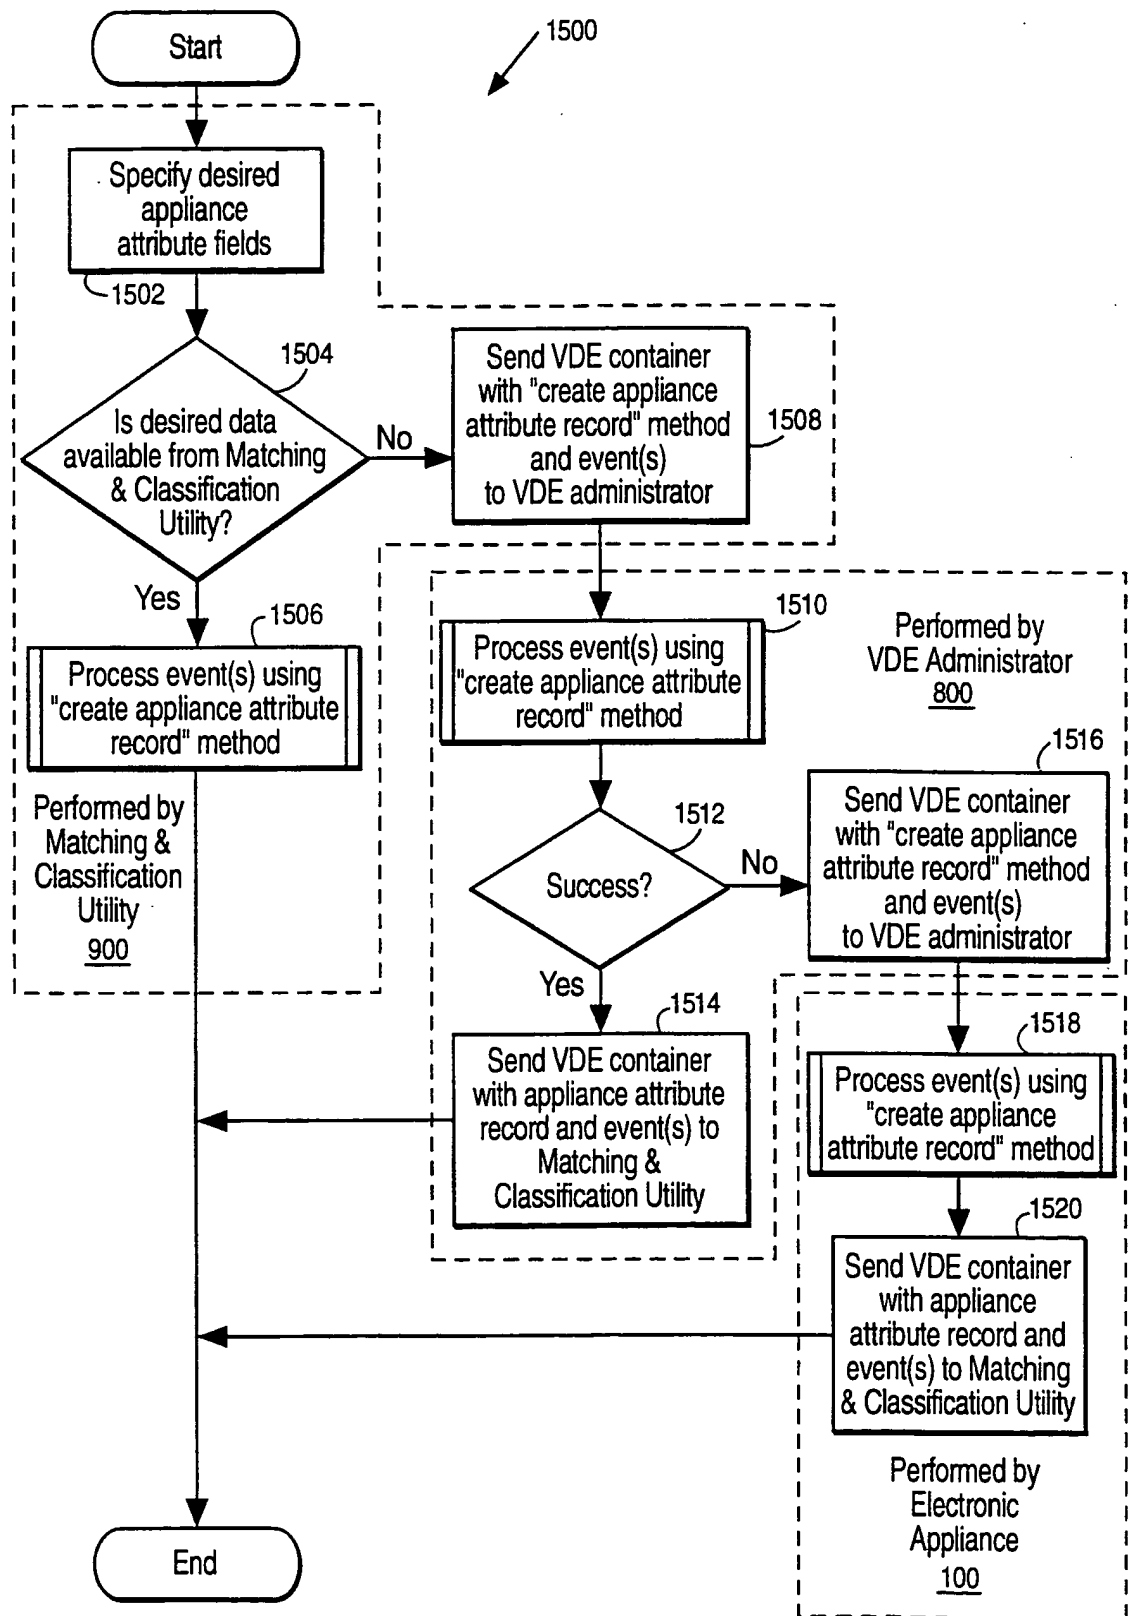 Start
1500
Specify desired
appliance
attribute fields
1502
1504
Is desired data
available from Matching
& Classification
Utility?
No
Yes
Send VDE container
with "create appliance
attribute record" method
and event(s)
to VDE administrator
1508
1506
Process event(s) using
"create appliance attribute
record" method
Performed by
Matching &
Classification
Utility
900
1510
Process event(s) using
"create appliance attribute
record" method
Performed by
VDE Administrator
800
1512
Success?
No
Yes
1516
Send VDE container
with "create appliance
attribute record" method
and event(s)
to VDE administrator
1514
Send VDE container
with appliance attribute
record and event(s) to
Matching &
Classification Utility
1518
Process event(s) using
"create appliance
attribute record" method
1520
Send VDE container
with appliance
attribute record and
event(s) to Matching
& Classification Utility
Performed by
Electronic
Appliance
100
End